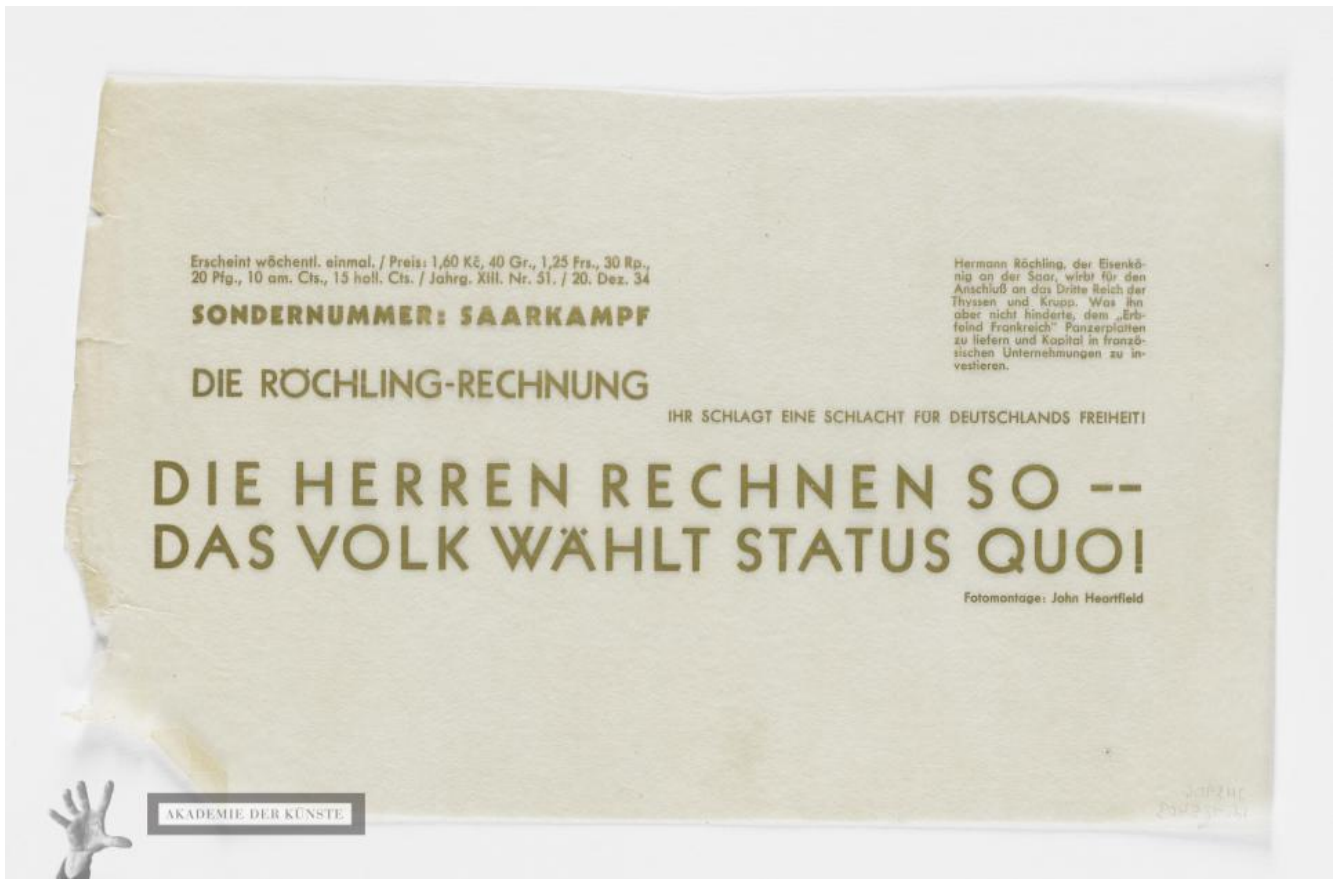 Erscheint wöchentl. einmal. / Preis: 1,60 Kč, 40 Gr., 1,25 Frs., 30 Rp.,
20 Pfg., 10 am. Cts., 15 holl. Cts. / Jahrg. XIII. Nr. 51. / 20. Dez. 34
SONDERNUMMER: SAARKAMPF
DIE RÖCHLING-RECHNUNG
Hermann Röchling, der Eisenkö-
nig an der Saar, wirbt für den
Anschluß an das Dritte Reich der
Thyssen und Krupp. Was ihn
aber nicht hinderte, dem „Erb-
feind Frankreich" Panzerplatten
zu liefern und Kapital in franzö-
sischen Unternehmungen zu in-
vestieren.
IHR SCHLAGT EINE SCHLACHT FÜR DEUTSCHLANDS FREIHEIT!
DIE HERREN RECHNEN SO --
DAS VOLK WÄHLT STATUS QUO!
Fotomontage: John Heartfield
AKADEMIE DER KÜNSTE